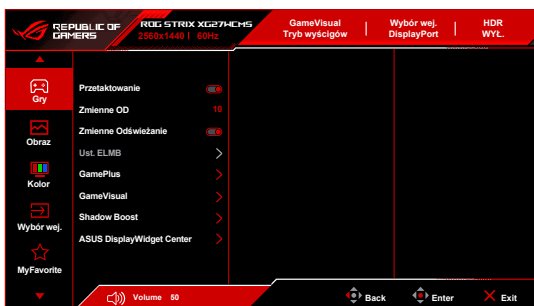 REPUBLIC OF
GAMERS
ROG STRIX XG27HCMS
2560x1440 | 60Hz
GameVisual
Tryb wyścigów
Wybór wej.
DisplayPort
HDR
WYŁ.
Gry
Obraz
Kolor
Wybór wej.
MyFavorite
Przetaktowanie
Zmienne OD 10
Zmienne Odświeżanie
Ust. ELMB
GamePlus
GameVisual
Shadow Boost
ASUS DisplayWidget Center
Volume 50
Back
Enter
Exit